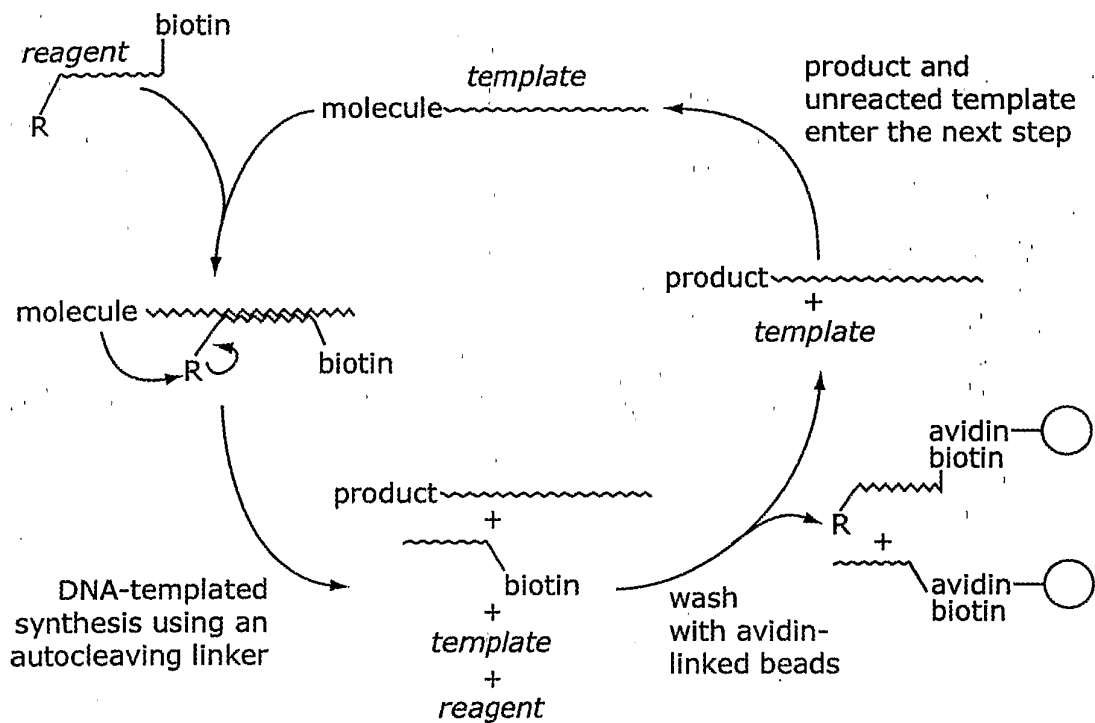 biotin
reagent
R
template
molecule
product and
unreacted template
enter the next step
molecule
R
biotin
product
+
template
DNA-templated
synthesis using an
autocleaving linker
product
+
biotin
+
template
+
reagent
wash
with avidin-
linked beads
avidin
biotin
R
+
avidin
biotin